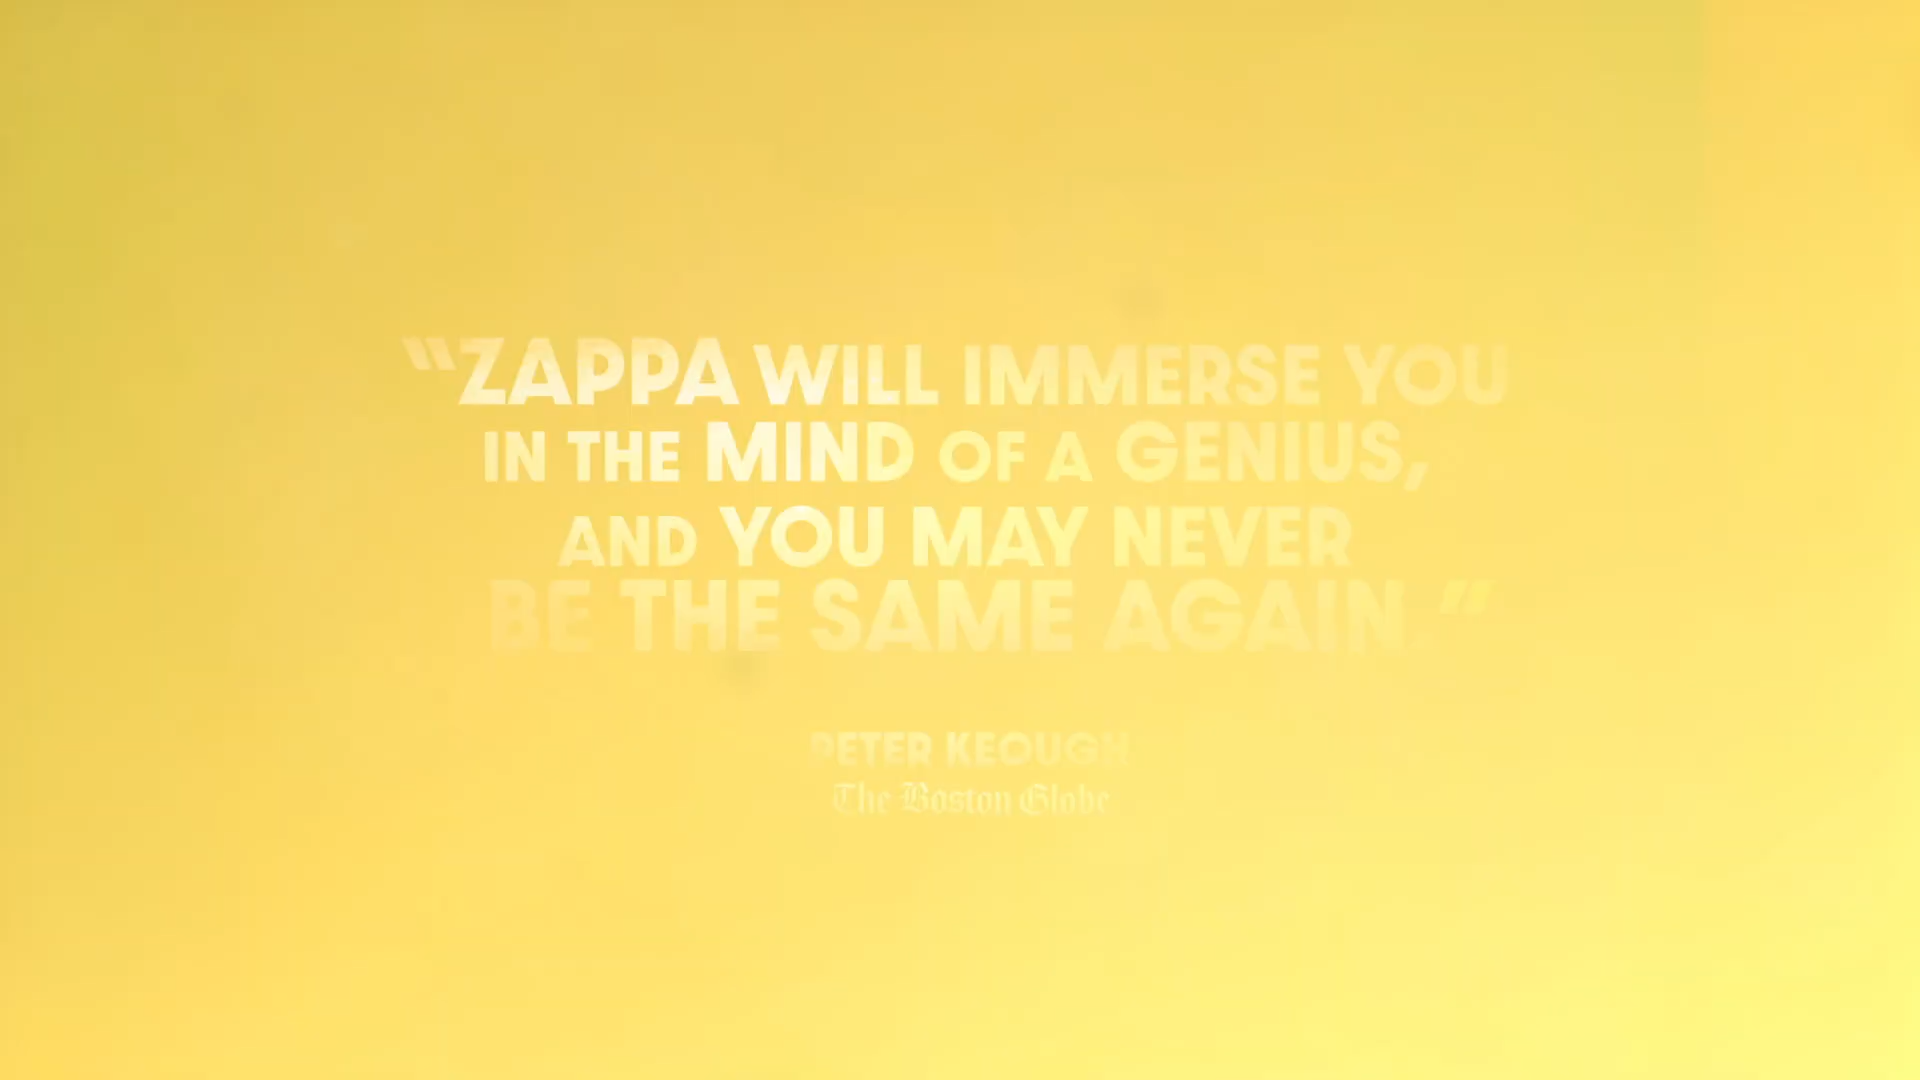 “ZAPPA WILL IMMERSE YOU
IN THE MIND OF A GENIUS,
AND YOU MAY NEVER
BE THE SAME AGAIN.”
PETER KEOUGH
The Boston Globe